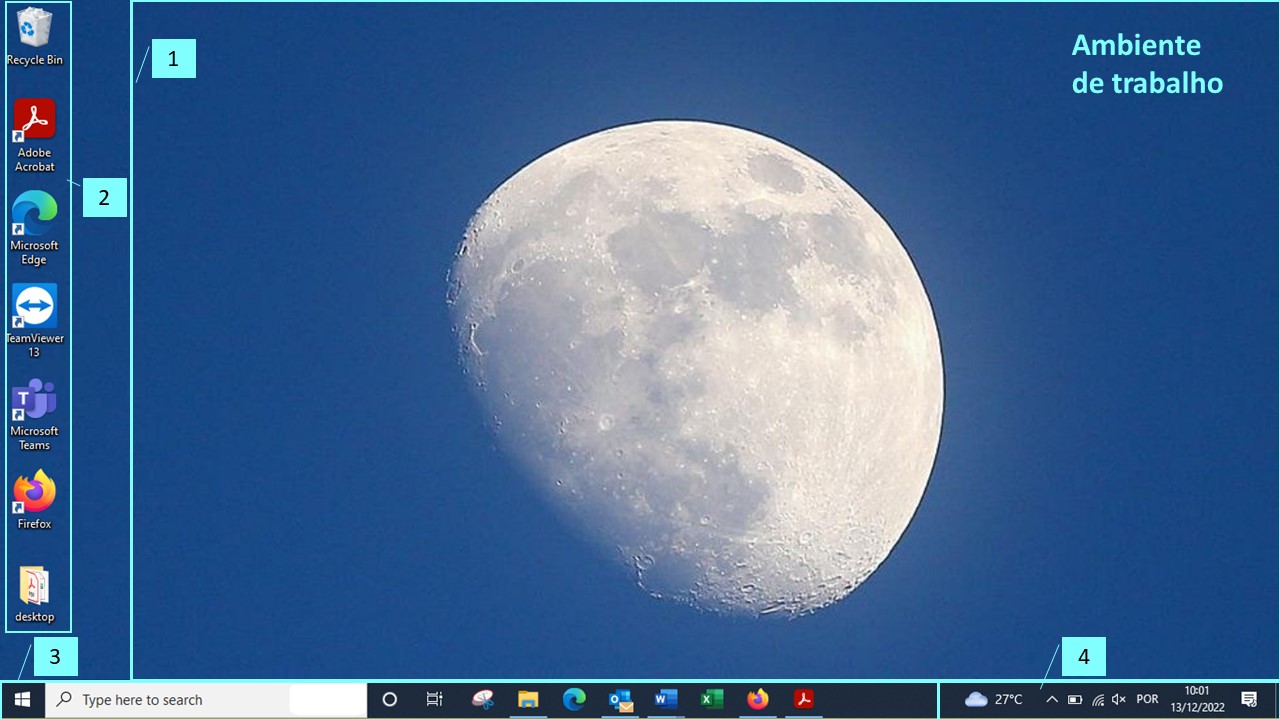 Ambiente
de trabalho
1
2
3
4
Recycle Bin
Adobe
Acrobat
Microsoft
Edge
TeamViewer
13
T
Microsoft
Teams
Firefox
desktop
Type here to search
27°C
POR
10:01
13/12/2022